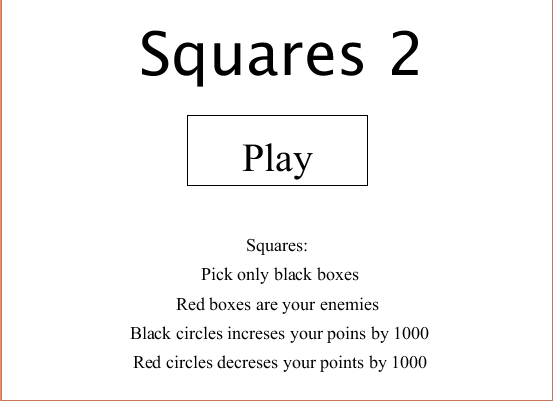 Squares 2
Play
Squares:
Pick only black boxes
Red boxes are your enemies
Black circles increses your poins by 1000
Red circles decreses your points by 1000